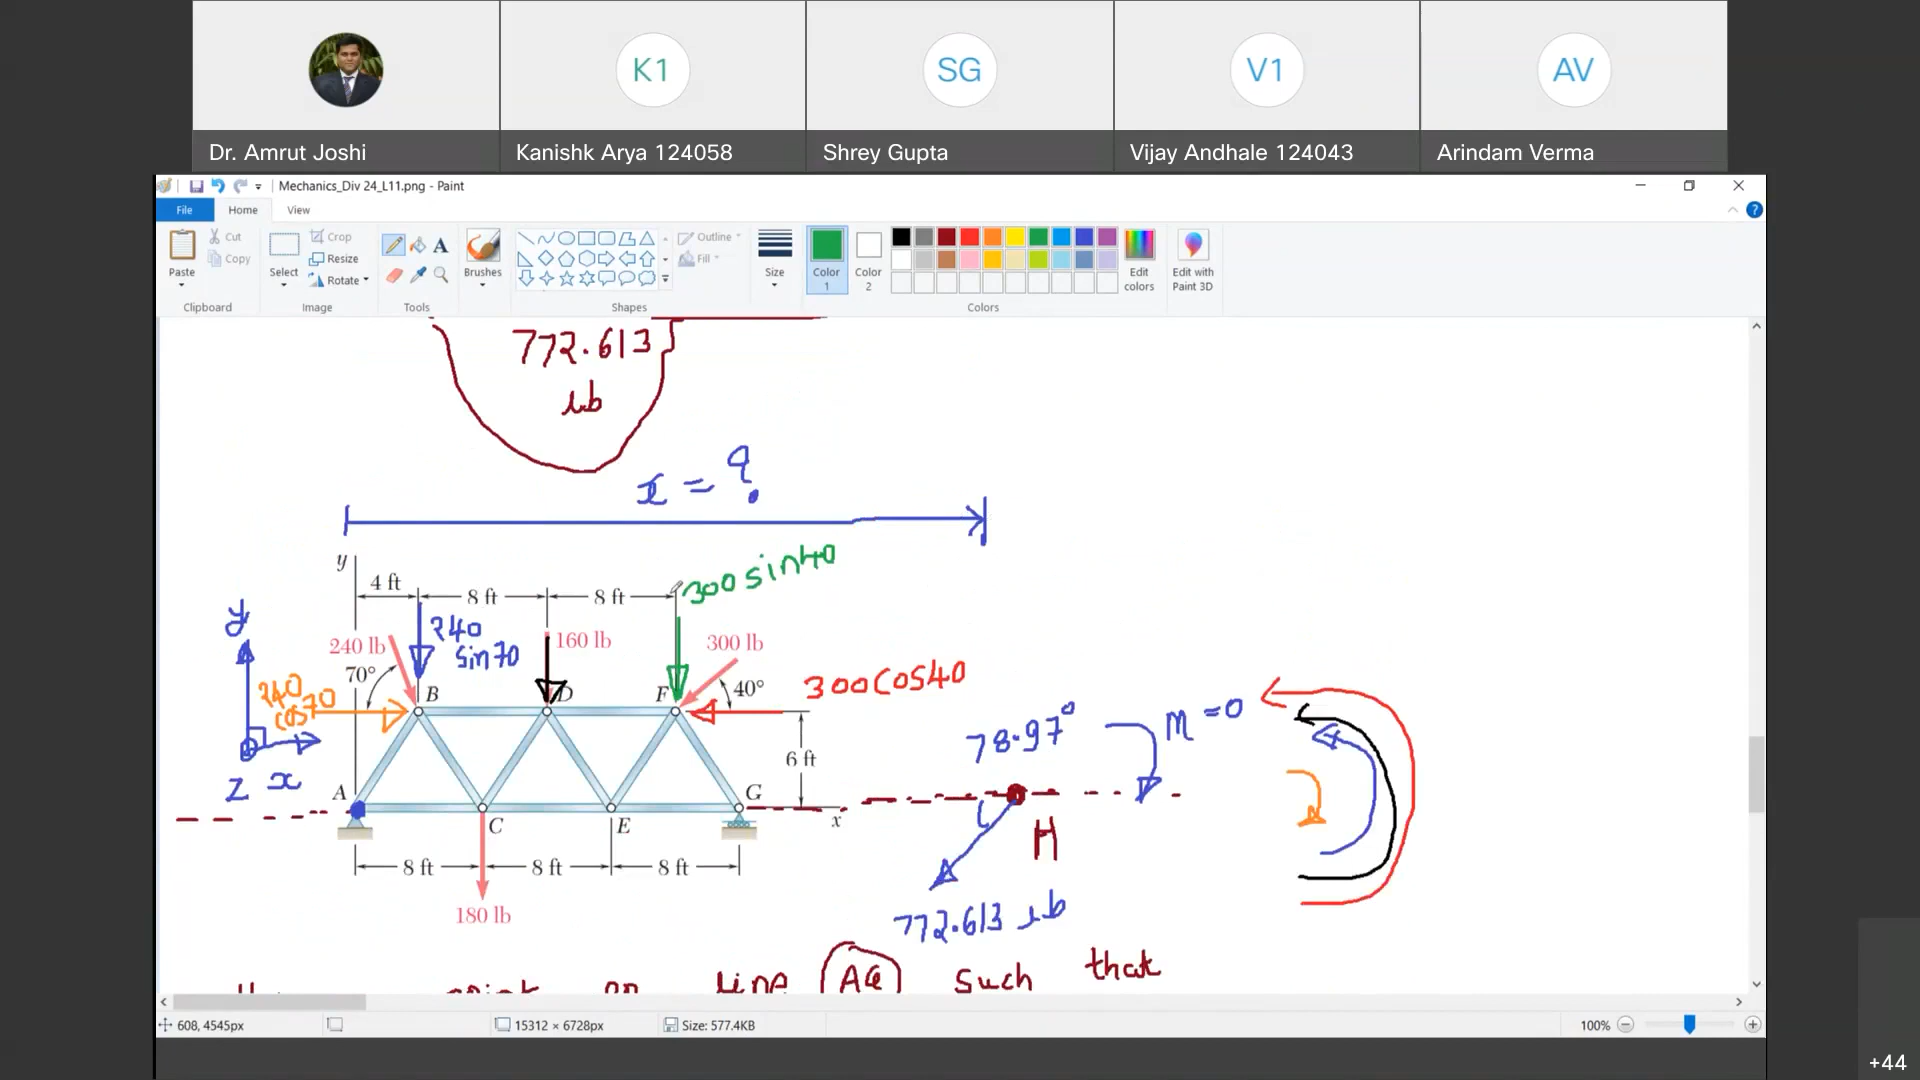 K1
SG
V1
AV
Dr. Amrut Joshi
Kanishk Arya 124058
Shrey Gupta
Vijay Andhale 124043
Arindam Verma
Mechanics_Div 24_L11.png - Paint
File
Home
View
Paste
Cut
Copy
Clipboard
Select
Crop
Resize
Rotate
Image
A
Tools
Brushes
Outline
Fill
Shapes
Size
Color 1
Color 2
Edit colors
Colors
Edit with Paint 3D
772.613
lb
x = ?
y
4 ft
8 ft
8 ft
300 sin40
y
240 lb
240
sin70
160 lb
300 lb
70°
B
D
F
40°
300 cos40
240
cos70
78.97°
M = 0
6 ft
z
x
A
G
C
E
x
H
8 ft
8 ft
8 ft
180 lb
772.613 lb
point on line AG such that
608, 4545px
15312 × 6728px
Size: 577.4KB
100%
+44